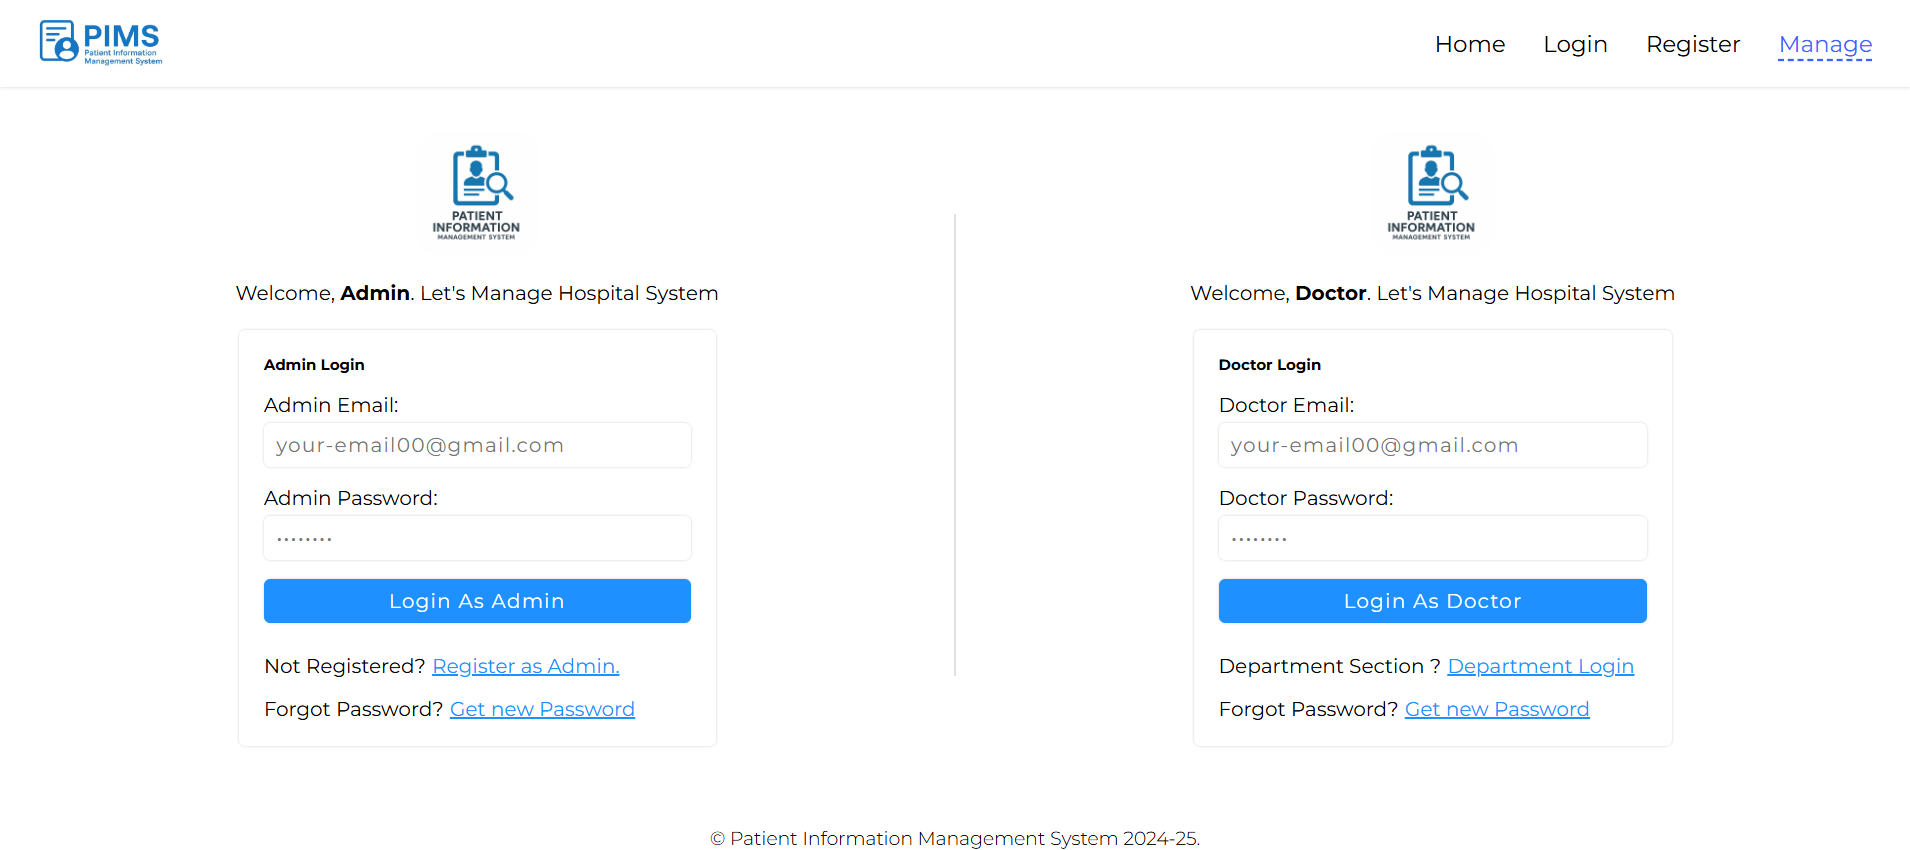 PIMS
Patient Information
Management System
Home Login Register Manage
PATIENT
INFORMATION
MANAGEMENT SYSTEM
Welcome, Admin. Let's Manage Hospital System
Admin Login
Admin Email:
your-email00@gmail.com
Admin Password:
••••••••
Login As Admin
Not Registered? Register as Admin.
Forgot Password? Get new Password
PATIENT
INFORMATION
MANAGEMENT SYSTEM
Welcome, Doctor. Let's Manage Hospital System
Doctor Login
Doctor Email:
your-email00@gmail.com
Doctor Password:
••••••••
Login As Doctor
Department Section ? Department Login
Forgot Password? Get new Password
© Patient Information Management System 2024-25.